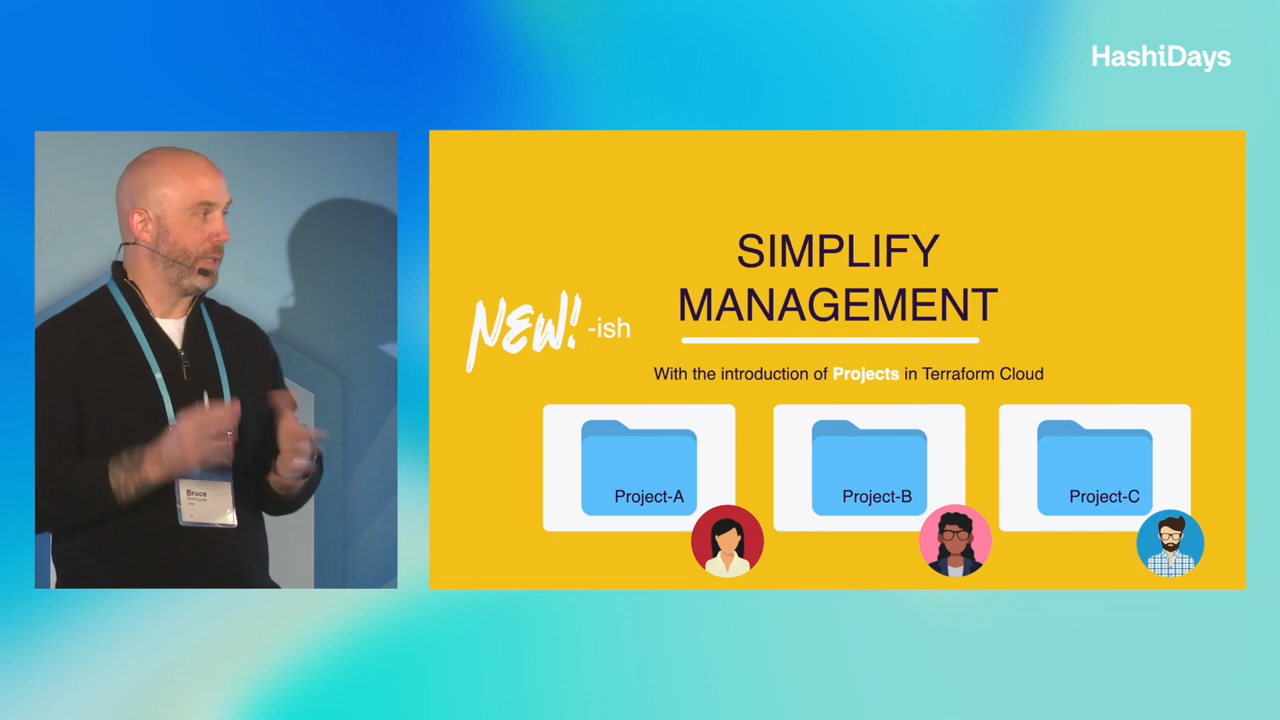 HashiDays
SIMPLIFY
MANAGEMENT
NEW! -ish
With the introduction of Projects in Terraform Cloud
Project-A
Project-B
Project-C
Bruce